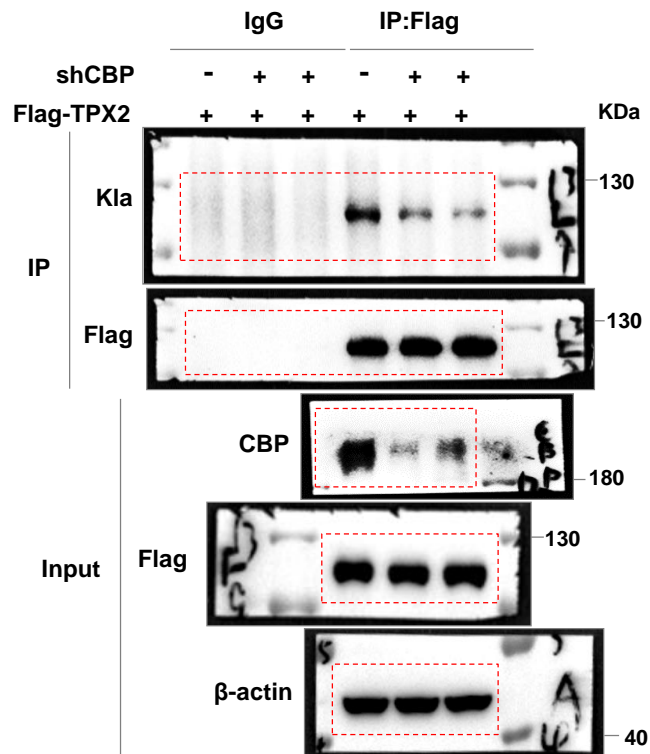 IgG IP:Flag
shCBP - + + - + +
Flag-TPX2 + + + + + + KDa
Kla 130
IP
Flag 130
CBP 180
Input
Flag 130
β-actin 40